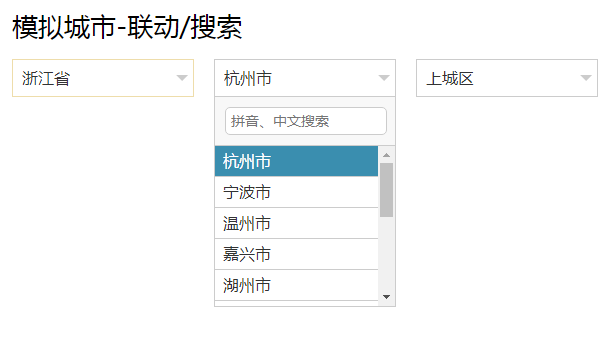 模拟城市-联动/搜索
浙江省
杭州市
上城区
拼音、中文搜索
杭州市
宁波市
温州市
嘉兴市
湖州市